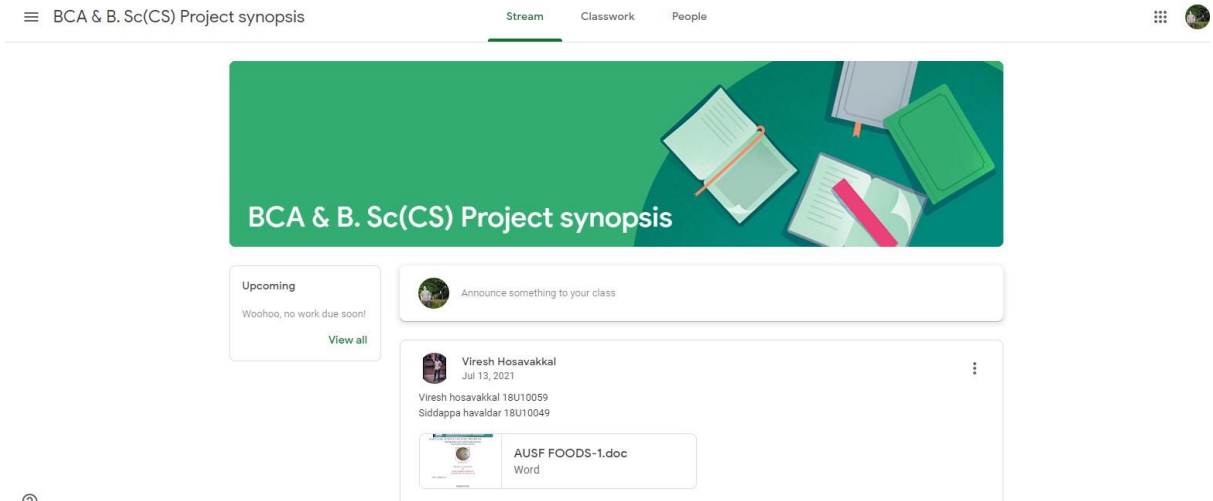 BCA & B. Sc(CS) Project synopsis
Stream
Classwork
People
BCA & B. Sc(CS) Project synopsis
Upcoming
Woohoo, no work due soon!
View all
Announce something to your class
Viresh Hosavakkal
Jul 13, 2021
Viresh hosavakkal 18U10059
Siddappa havaldar 18U10049
AUSF FOODS-1.doc
Word